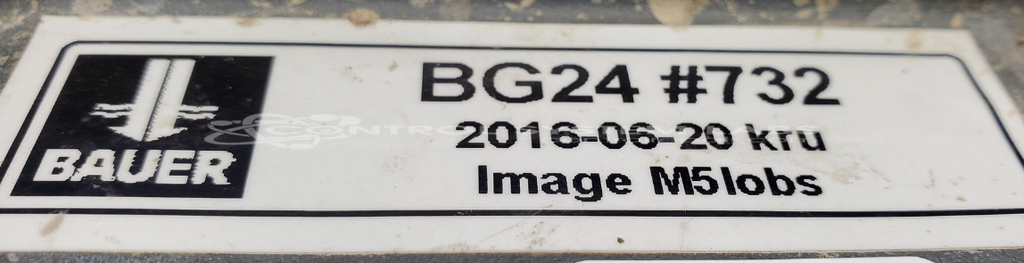 BAUER
BG24 #732
2016-06-20 kru
Image M5lobs